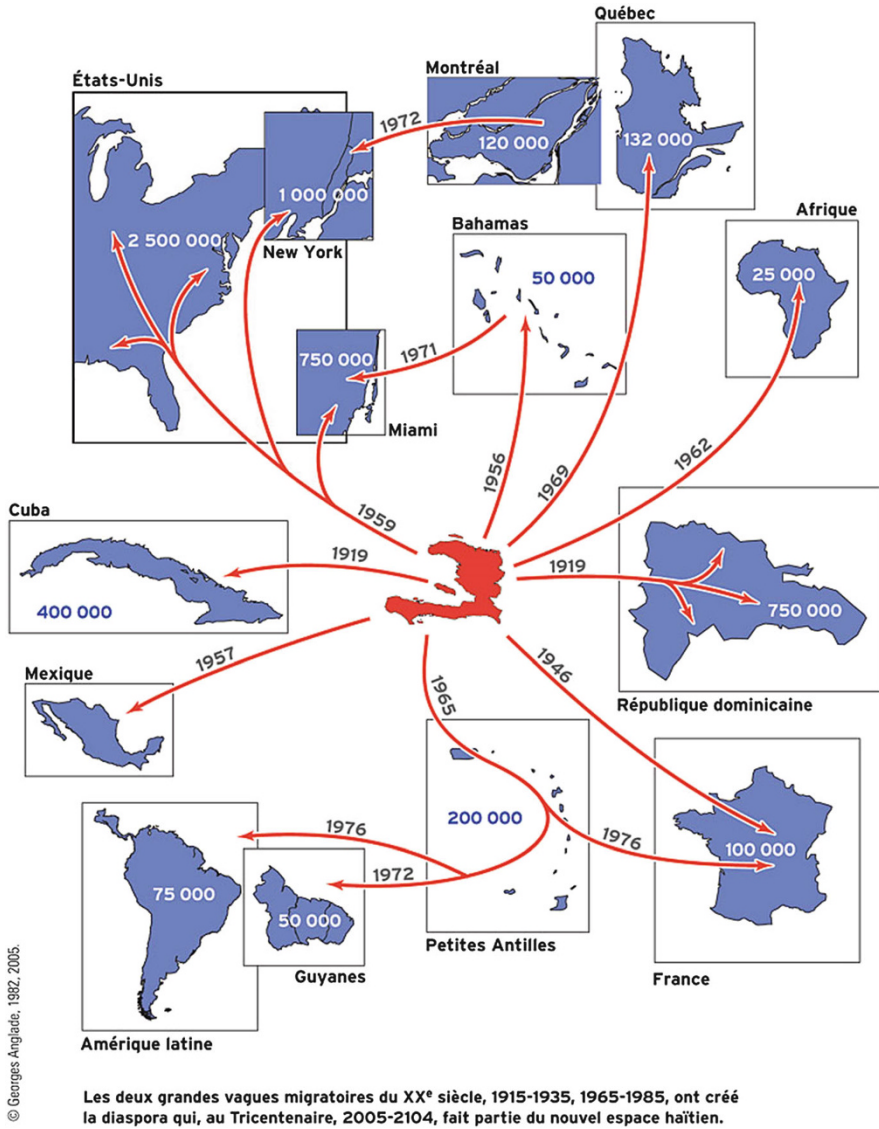 Québec
Montréal
États-Unis
1972
120 000
132 000
1 000 000
Afrique
Bahamas
2 500 000
New York
50 000
25 000
750 000
1971
Miami
1962
1956
1969
Cuba
1959
1919
1919
400 000
750 000
Mexique
1957
1946
1965
République dominicaine
200 000
1976
1976
100 000
75 000
1972
50 000
Petites Antilles
Guyanes
France
Amérique latine
© Georges Anglade, 1982, 2005.
Les deux grandes vagues migratoires du XXe siècle, 1915-1935, 1965-1985, ont créé
la diaspora qui, au Tricentenaire, 2005-2104, fait partie du nouvel espace haïtien.